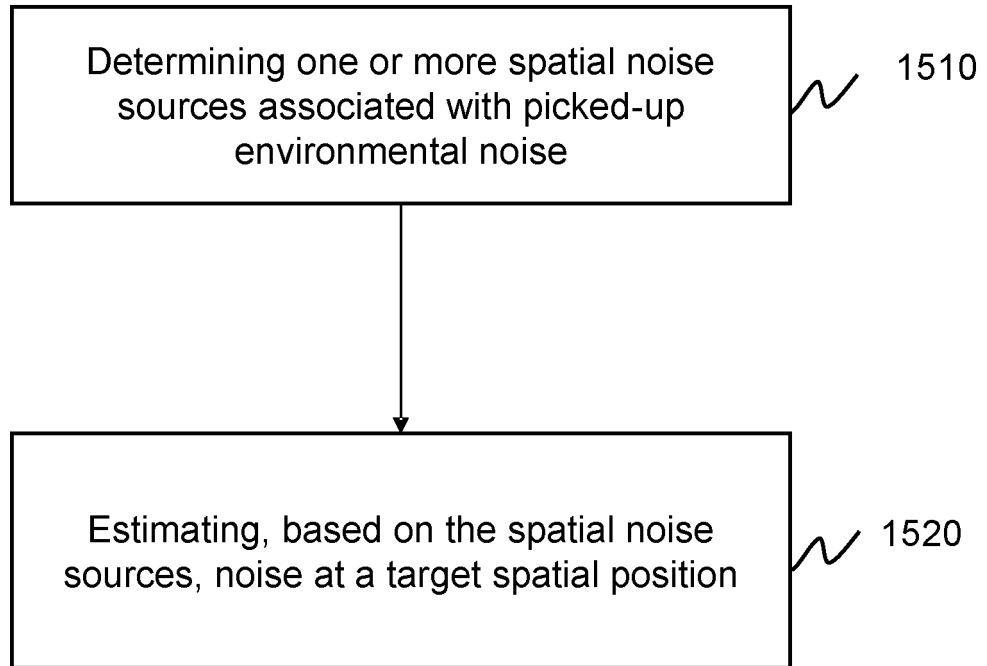 Determining one or more spatial noise
sources associated with picked-up
environmental noise
1510
Estimating, based on the spatial noise
sources, noise at a target spatial position
1520